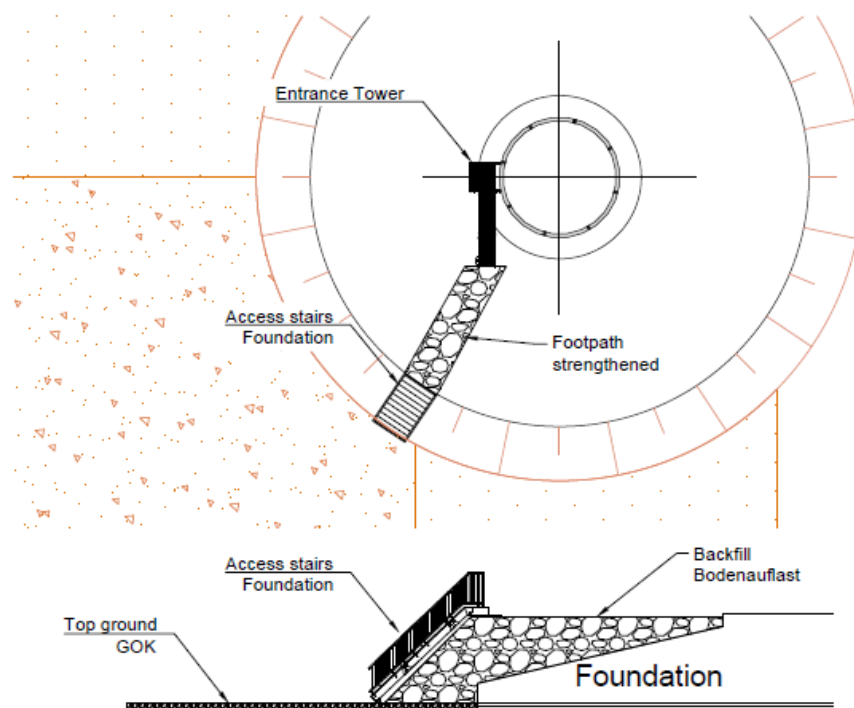 Entrance Tower
Access stairs
Foundation
Footpath
strengthened
Access stairs
Foundation
Backfill
Bodenauflast
Top ground
GOK
Foundation